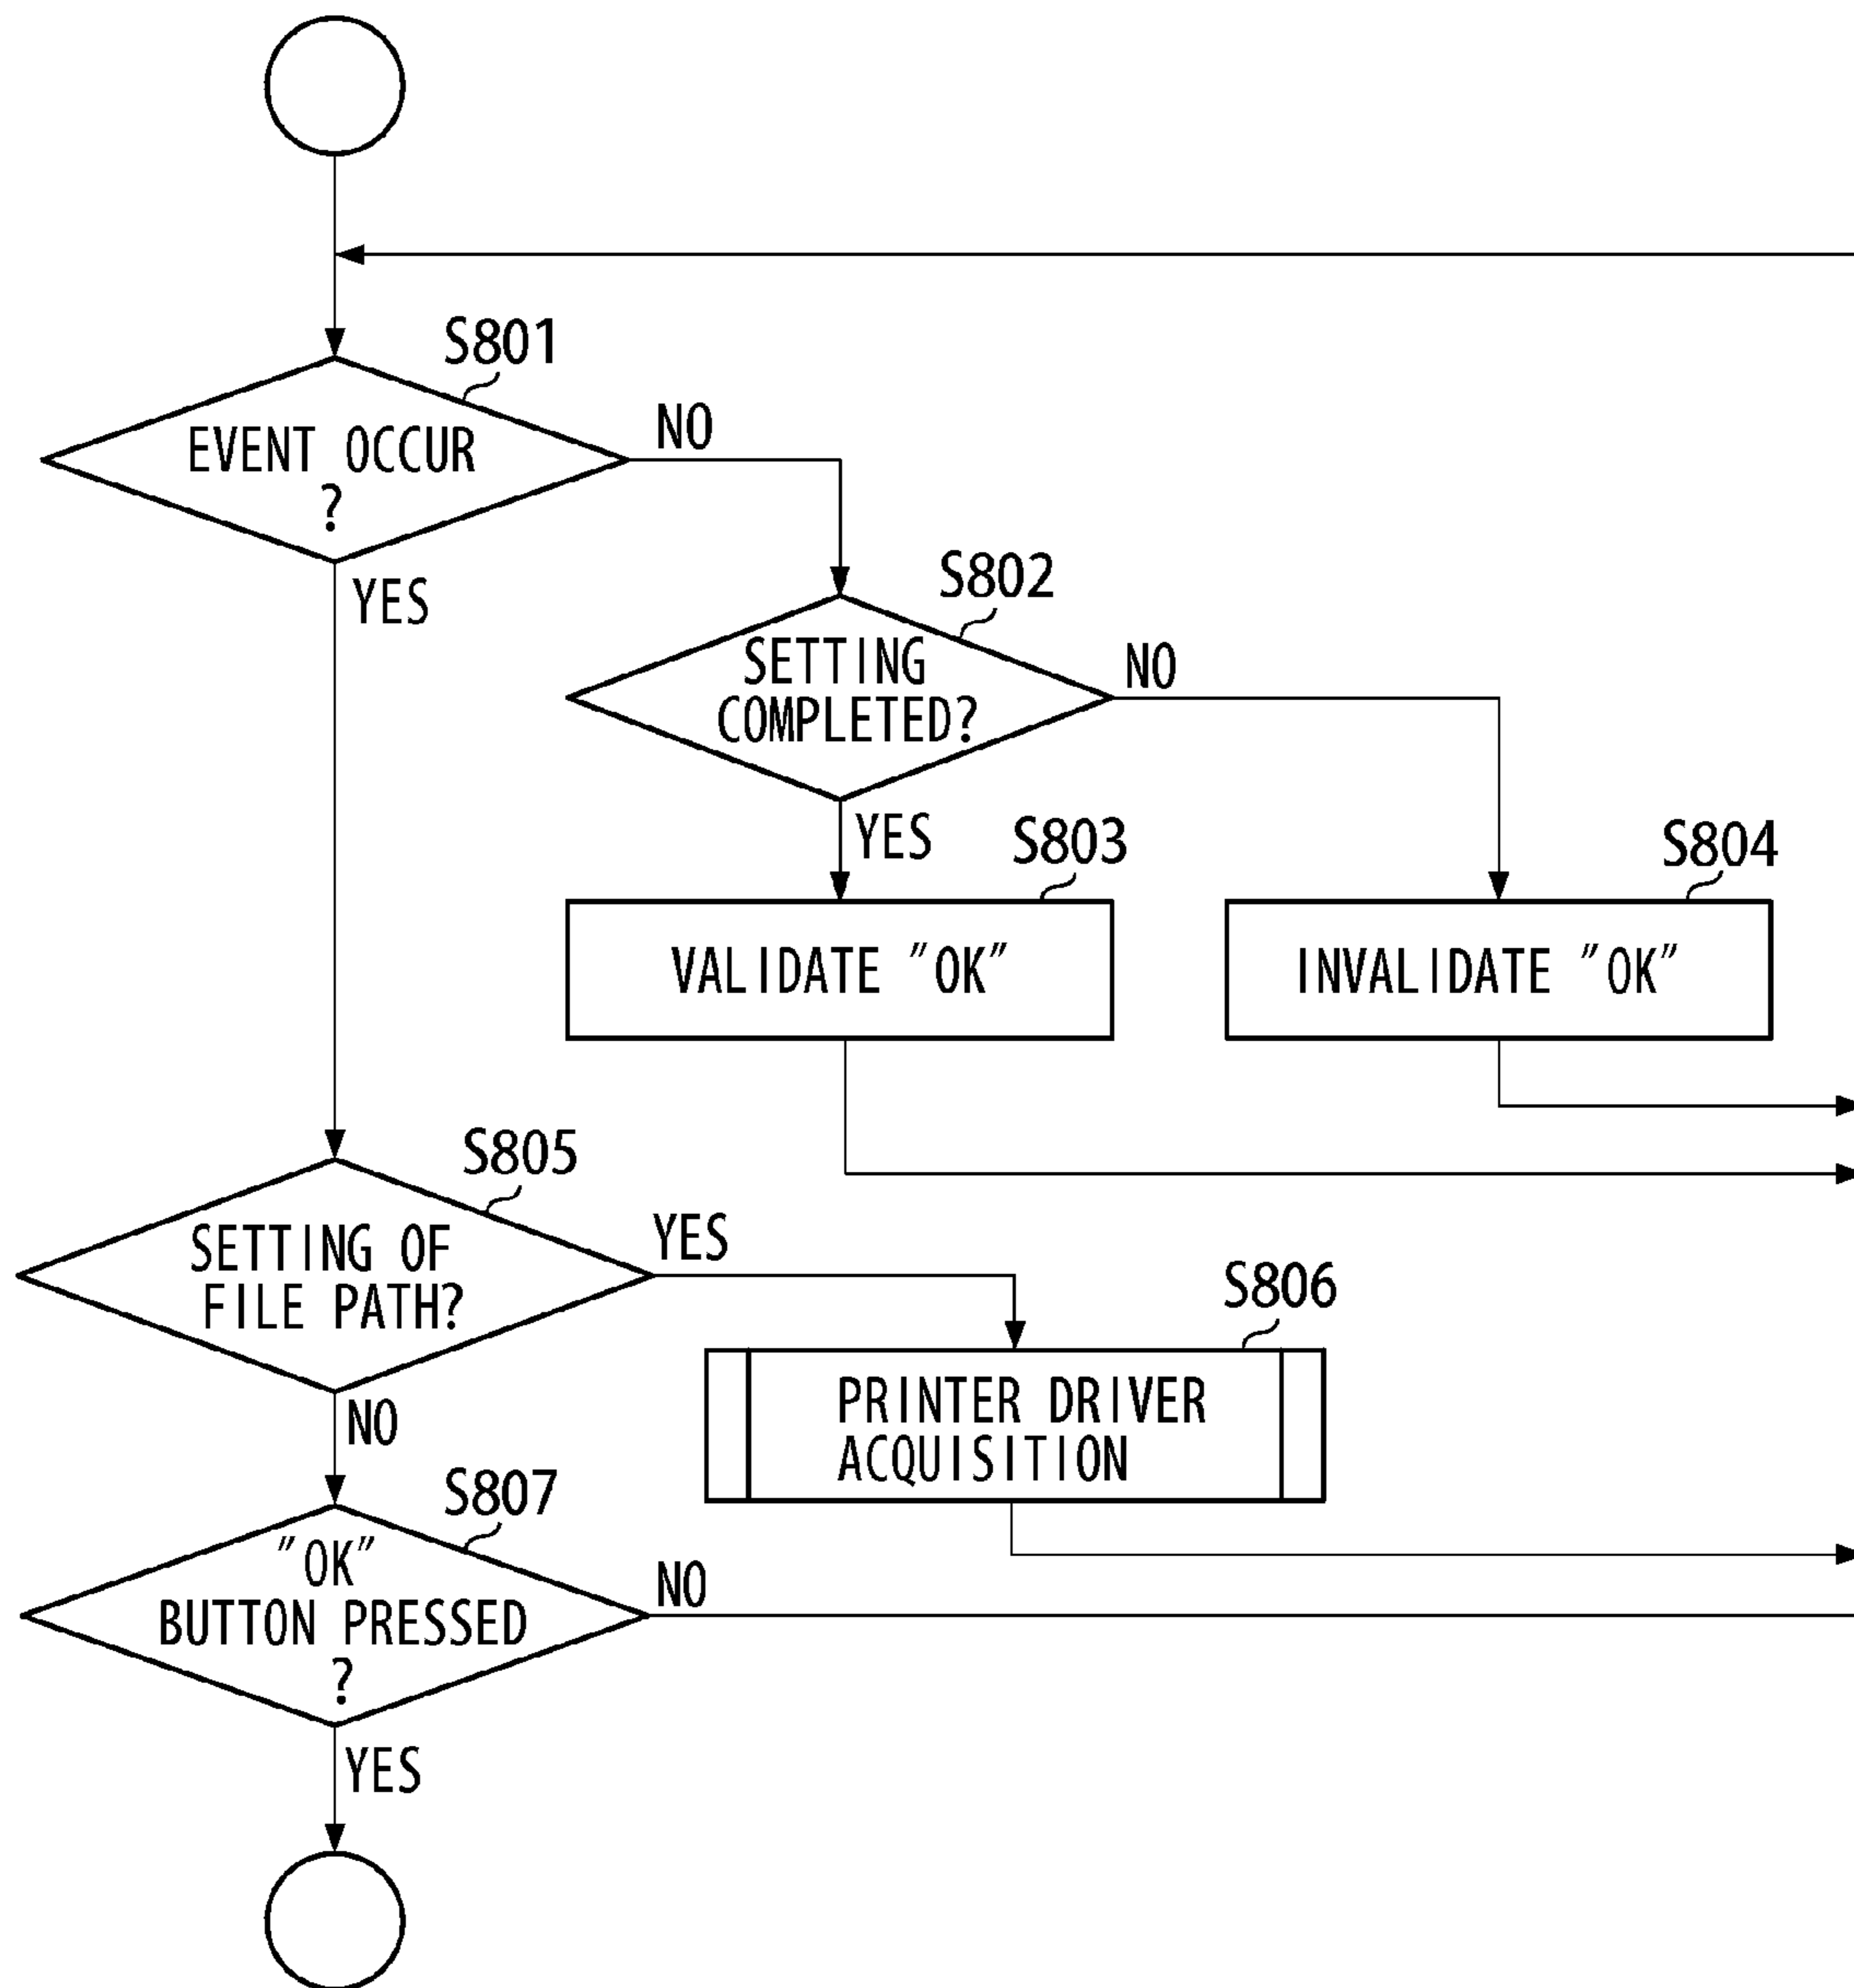 S801
EVENT OCCUR
?
NO
YES
S802
SETTING
COMPLETED?
NO
YES
S803
VALIDATE "OK"
S804
INVALIDATE "OK"
S805
SETTING OF
FILE PATH?
YES
NO
S806
PRINTER DRIVER
ACQUISITION
S807
"OK"
BUTTON PRESSED
?
NO
YES